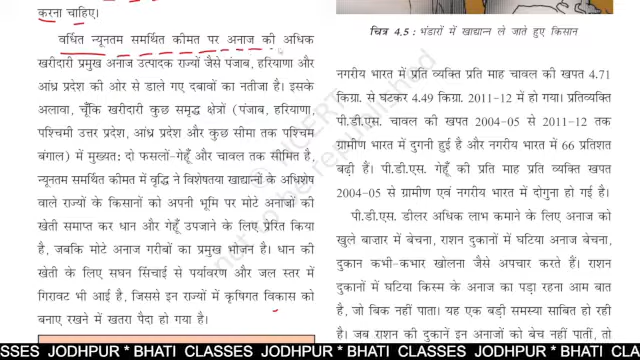 करना चाहिए।
वर्धित न्यूनतम समर्थित कीमत पर अनाज की अधिक
खरीदारी प्रमुख अनाज उत्पादक राज्यों जैसे पंजाब, हरियाणा और
आंध्र प्रदेश की ओर से डाले गए दबावों का नतीजा है। इसके
अलावा, चूँकि खरीदारी कुछ समृद्ध क्षेत्रों (पंजाब, हरियाणा,
पश्चिमी उत्तर प्रदेश, आंध्र प्रदेश और कुछ सीमा तक पश्चिम
बंगाल) में मुख्यतः दो फसलों-गेहूँ और चावल तक सीमित है,
न्यूनतम समर्थित कीमत में वृद्धि ने विशेषतया खाद्यान्नों के अधिशेष
वाले राज्यों के किसानों को अपनी भूमि पर मोटे अनाजों की
खेती समाप्त कर धान और गेहूँ उपजाने के लिए प्रेरित किया है,
जबकि मोटे अनाज गरीबों का प्रमुख भोजन है। धान की
खेती के लिए सघन सिंचाई से पर्यावरण और जल स्तर में
गिरावट भी आई है, जिससे इन राज्यों में कृषिगत विकास को
बनाए रखने में खतरा पैदा हो गया है।
चित्र 4.5 : भंडारों में खाद्यान्न ले जाते हुए किसान
नगरीय भारत में प्रति व्यक्ति प्रति माह चावल की खपत 4.71
किग्रा. से घटकर 4.49 किग्रा. 2011-12 में हो गया। प्रतिव्यक्ति
पी.डी.एस. चावल की खपत 2004-05 से 2011-12 तक
ग्रामीण भारत में दुगनी हुई है और नगरीय भारत में 66 प्रतिशत
बढ़ी हैं। पी.डी.एस. गेहूँ की प्रति माह प्रति व्यक्ति खपत
2004-05 से ग्रामीण एवं नगरीय भारत में दोगुना हो गई है।
पी.डी.एस. डीलर अधिक लाभ कमाने के लिए अनाज को
खुले बाज़ार में बेचना, राशन दुकानों में घटिया अनाज बेचना,
दुकान कभी-कभार खोलना जैसे अपचार करते हैं। राशन
दुकानों में घटिया किस्म के अनाज का पड़ा रहना आम बात
है, जो बिक नहीं पाता। यह एक बड़ी समस्या साबित हो रही
है। जब राशन की दुकानें इन अनाजों को बेच नहीं पातीं, तो
not to be republished
ASSES JODHPUR * BHATI CLASSES JODHPUR * BHATI CLASSES JODHPU